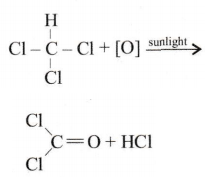 H
Cl – C – Cl + [O] sunlight
Cl
Cl
C = O + HCl
Cl